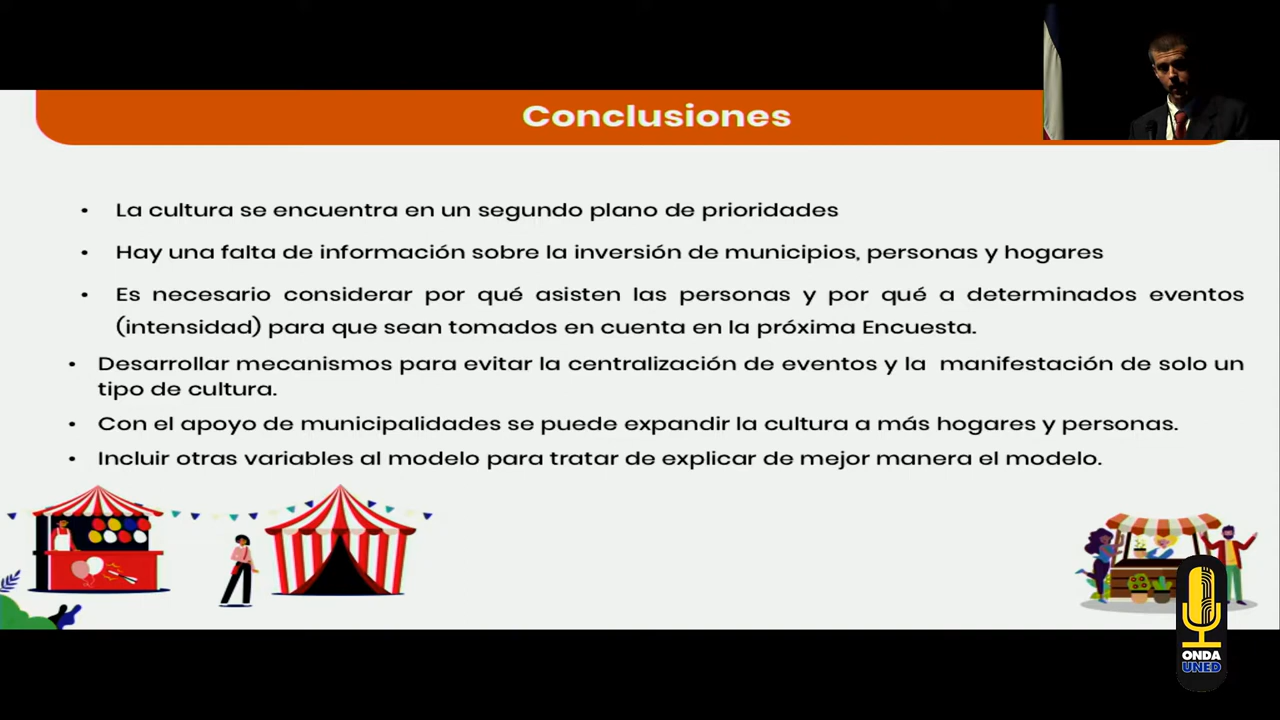 Conclusiones
• La cultura se encuentra en un segundo plano de prioridades
• Hay una falta de información sobre la inversión de municipios, personas y hogares
• Es necesario considerar por qué asisten las personas y por qué a determinados eventos
(intensidad) para que sean tomados en cuenta en la próxima Encuesta.
• Desarrollar mecanismos para evitar la centralización de eventos y la manifestación de solo un
tipo de cultura.
• Con el apoyo de municipalidades se puede expandir la cultura a más hogares y personas.
• Incluir otras variables al modelo para tratar de explicar de mejor manera el modelo.
ONDA
UNED